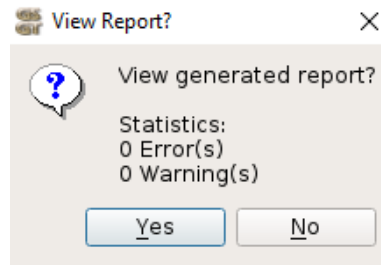 View Report?
View generated report?
Statistics:
0 Error(s)
0 Warning(s)
Yes
No